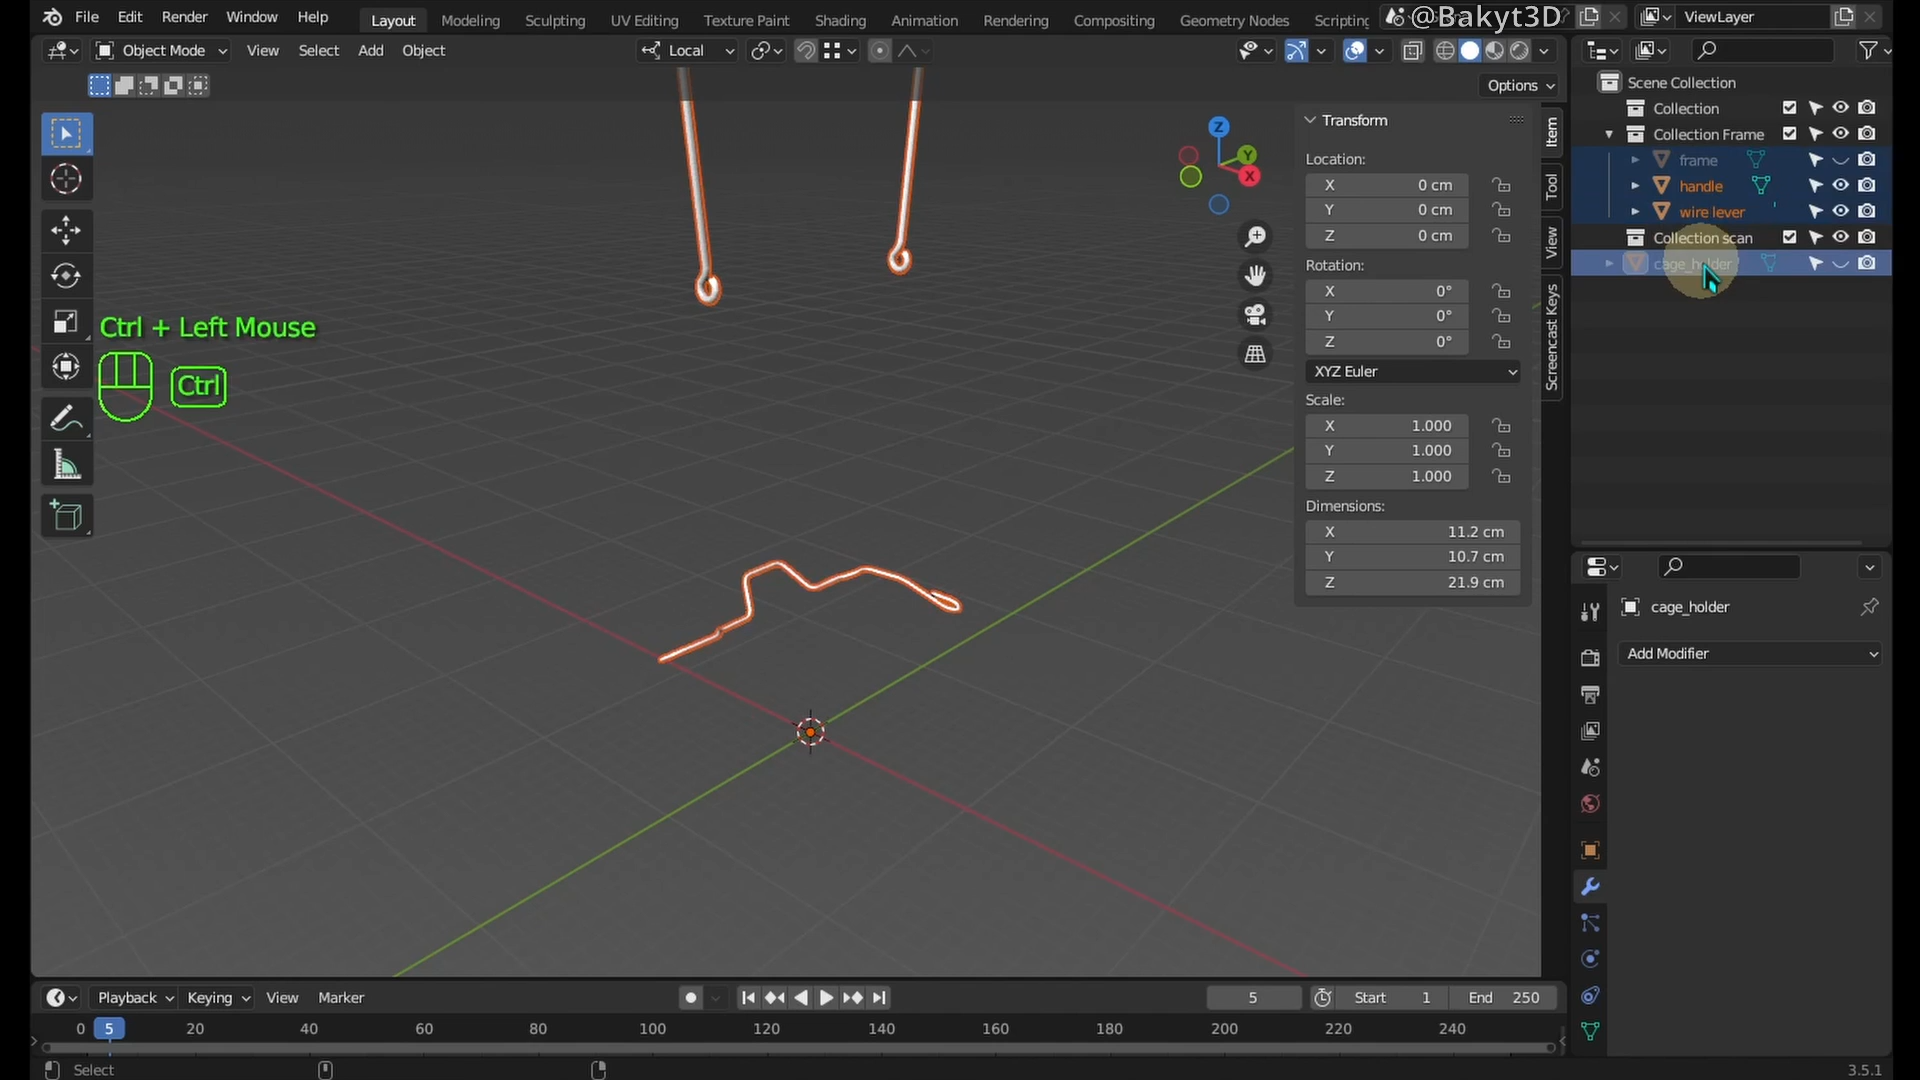 File Edit Render Window Help Layout Modeling Sculpting UV Editing Texture Paint Shading Animation Rendering Compositing Geometry Nodes Scripting @Bakyt3D ViewLayer
Object Mode View Select Add Object Local
Options
Scene Collection
Collection
Collection Frame
frame
handle
wire lever
Collection scan
cage_holder
Z
Y
X
Transform
Location:
X 0 cm
Y 0 cm
Z 0 cm
Rotation:
X 0°
Y 0°
Z 0°
XYZ Euler
Scale:
X 1.000
Y 1.000
Z 1.000
Dimensions:
X 11.2 cm
Y 10.7 cm
Z 21.9 cm
Item
Tool
View
Screencast Keys
Ctrl + Left Mouse
Ctrl
cage_holder
Add Modifier
Playback Keying View Marker 5 Start 1 End 250
0 5 20 40 60 80 100 120 140 160 180 200 220 240
Select 3.5.1